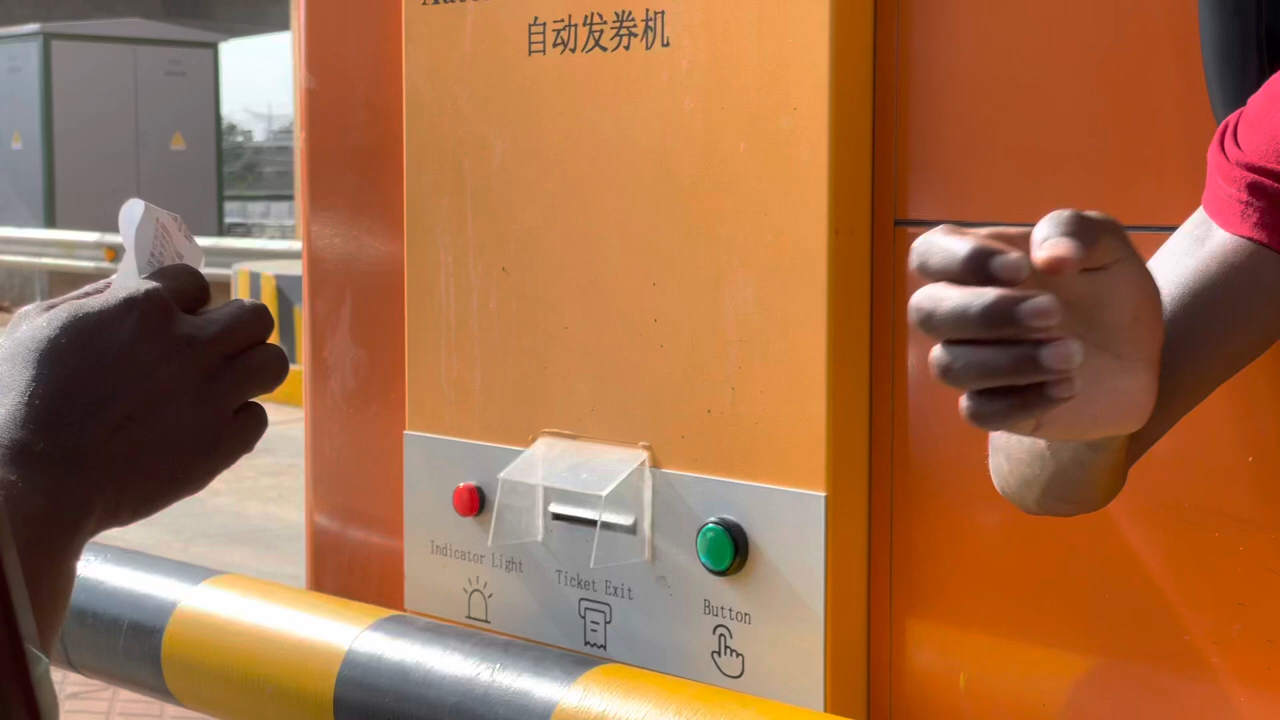 自动发券机
Indicator Light
Ticket Exit
Button